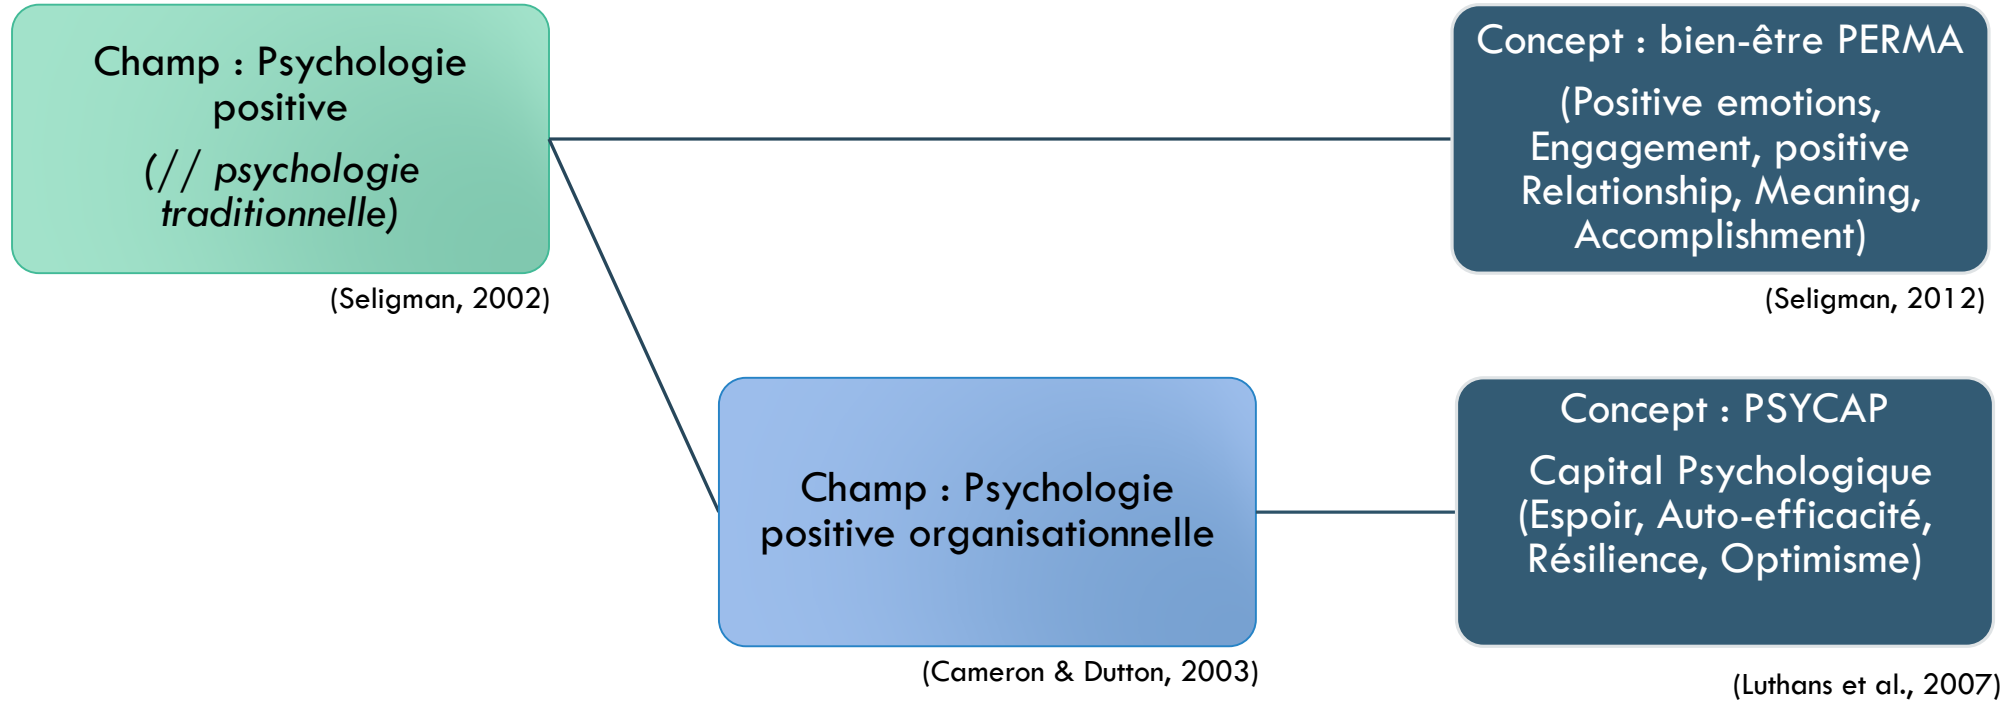 Champ : Psychologie
positive
(// psychologie
traditionnelle)
(Seligman, 2002)
Concept : bien-être PERMA
(Positive emotions,
Engagement, positive
Relationship, Meaning,
Accomplishment)
(Seligman, 2012)
Champ : Psychologie
positive organisationnelle
(Cameron & Dutton, 2003)
Concept : PSYCAP
Capital Psychologique
(Espoir, Auto-efficacité,
Résilience, Optimisme)
(Luthans et al., 2007)